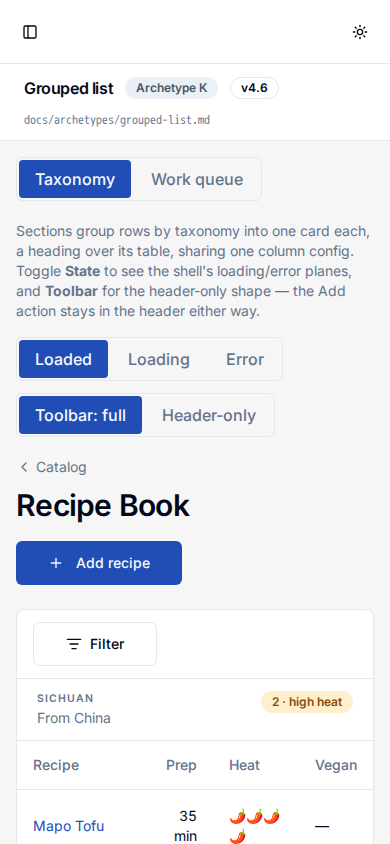 Grouped list Archetype K v4.6
docs/archetypes/grouped-list.md
Taxonomy Work queue
Sections group rows by taxonomy into one card each,
a heading over its table, sharing one column config.
Toggle State to see the shell's loading/error planes,
and Toolbar for the header-only shape — the Add
action stays in the header either way.
Loaded Loading Error
Toolbar: full Header-only
Catalog
Recipe Book
Add recipe
Filter
SICHUAN 2 · high heat
From China
Recipe Prep Heat Vegan
Mapo Tofu 35 min 🌶️🌶️🌶️🌶️ —